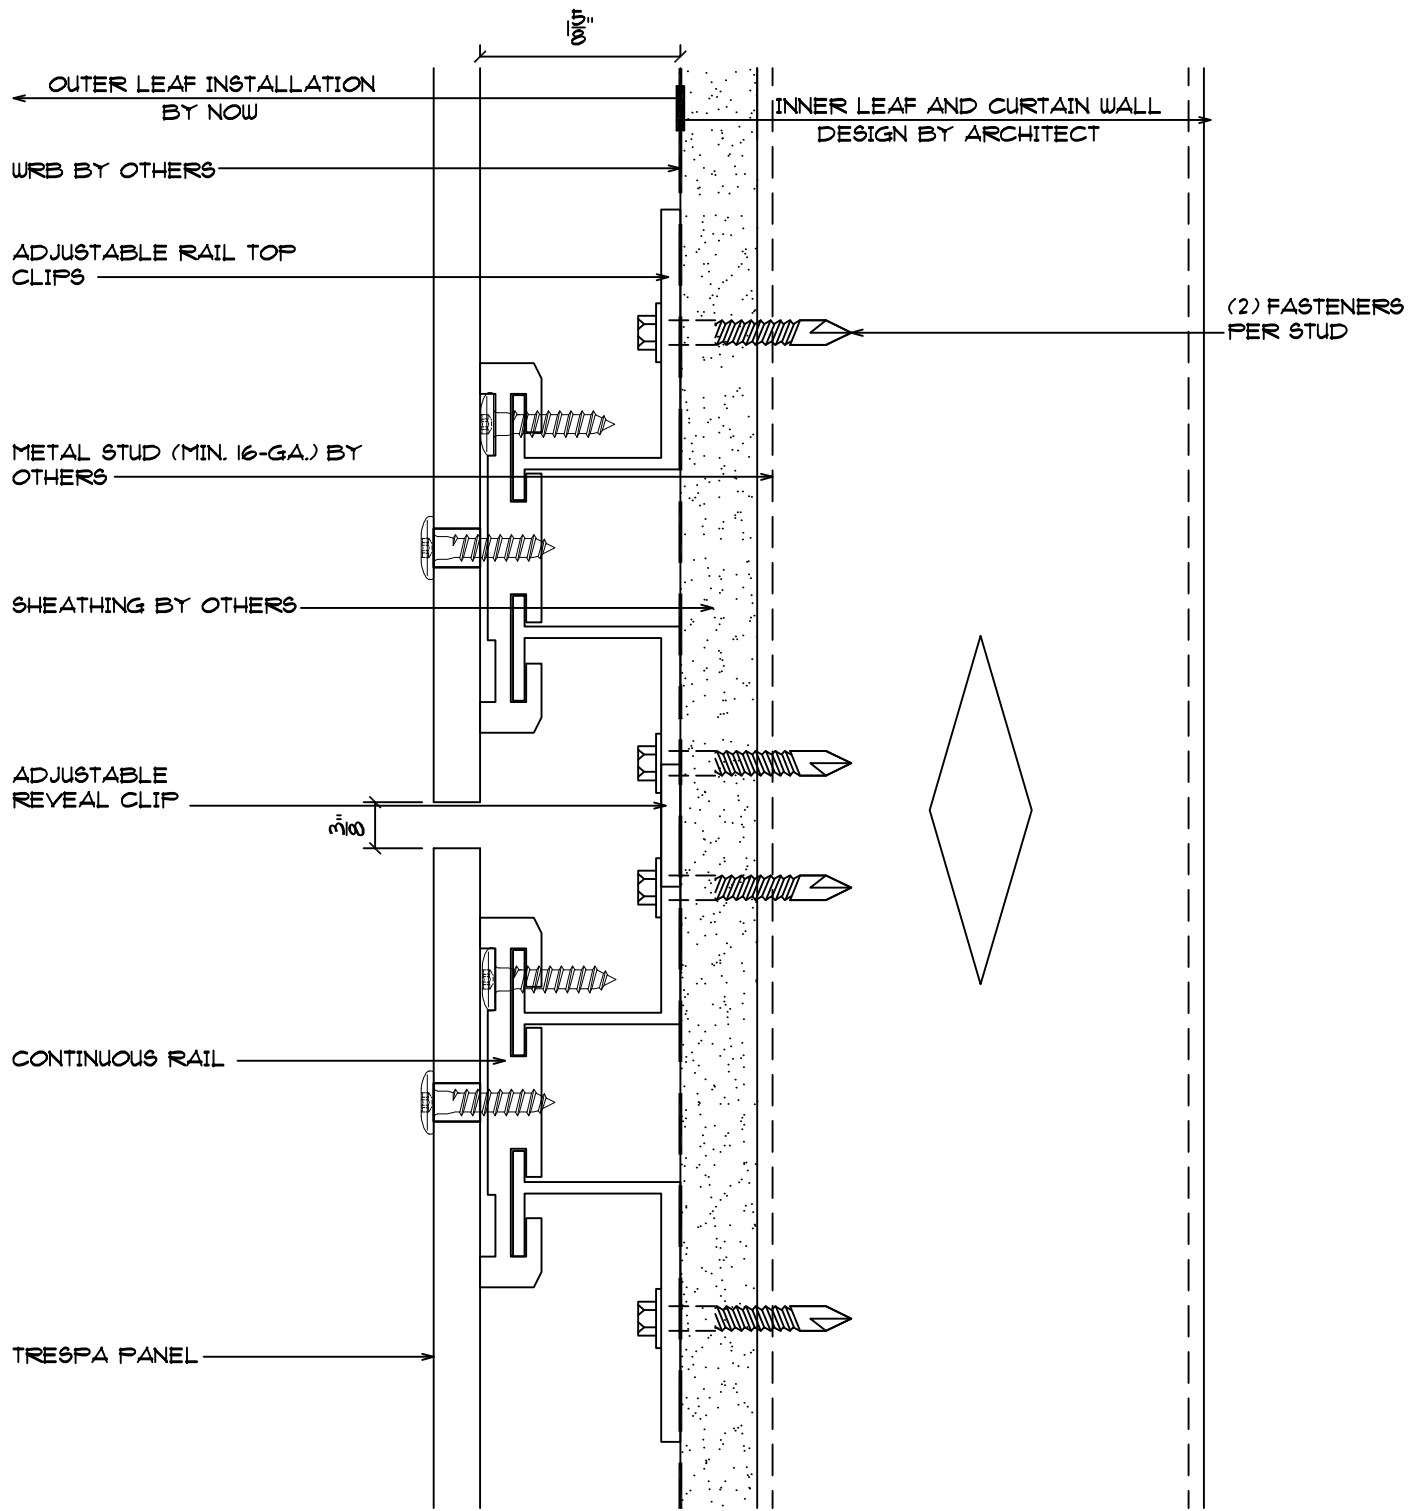 1 5/8"
OUTER LEAF INSTALLATION
BY NOW
INNER LEAF AND CURTAIN WALL
DESIGN BY ARCHITECT
WRB BY OTHERS
ADJUSTABLE RAIL TOP
CLIPS
(2) FASTENERS
PER STUD
METAL STUD (MIN. 16-GA.) BY
OTHERS
SHEATHING BY OTHERS
ADJUSTABLE
REVEAL CLIP
3/8"
CONTINUOUS RAIL
TRESPA PANEL